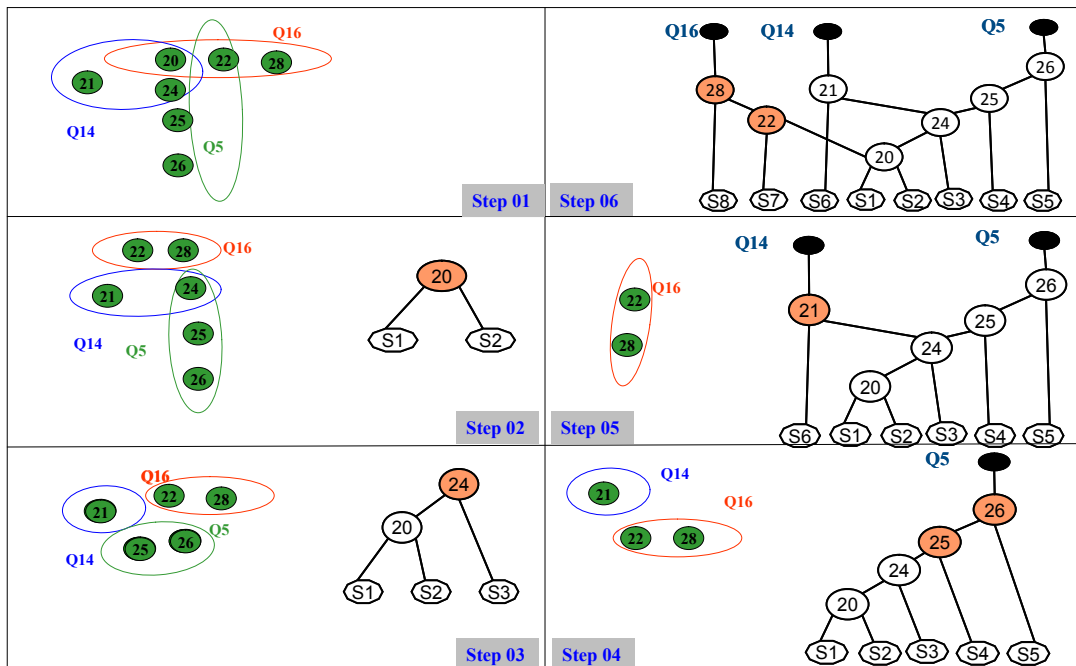 Q16
20 22 28
21 24
Q14 25 Q5
26
Step 01
Q16 Q14 Q5
26
28 21 25
22 24
20
S8 S7 S6 S1 S2 S3 S4 S5
Step 06
22 28 Q16
21 24
Q14 Q5 25
26
20
S1 S2
Step 02
Q14 Q5
22 Q16
28
26
21 25
24
20
S6 S1 S2 S3 S4 S5
Step 05
Q16
22 28
21 Q5
Q14 25 26
24
20
S1 S2 S3
Step 03
Q14 Q5
21
Q16
22 28
26
25
24
20
S1 S2 S3 S4 S5
Step 04